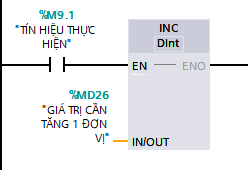 %M9.1
"TÍN HIỆU THỰC
HIỆN"
INC
DInt
EN
ENO
%MD26
"GIÁ TRỊ CẦN
TĂNG 1 ĐƠN
VỊ"
IN/OUT